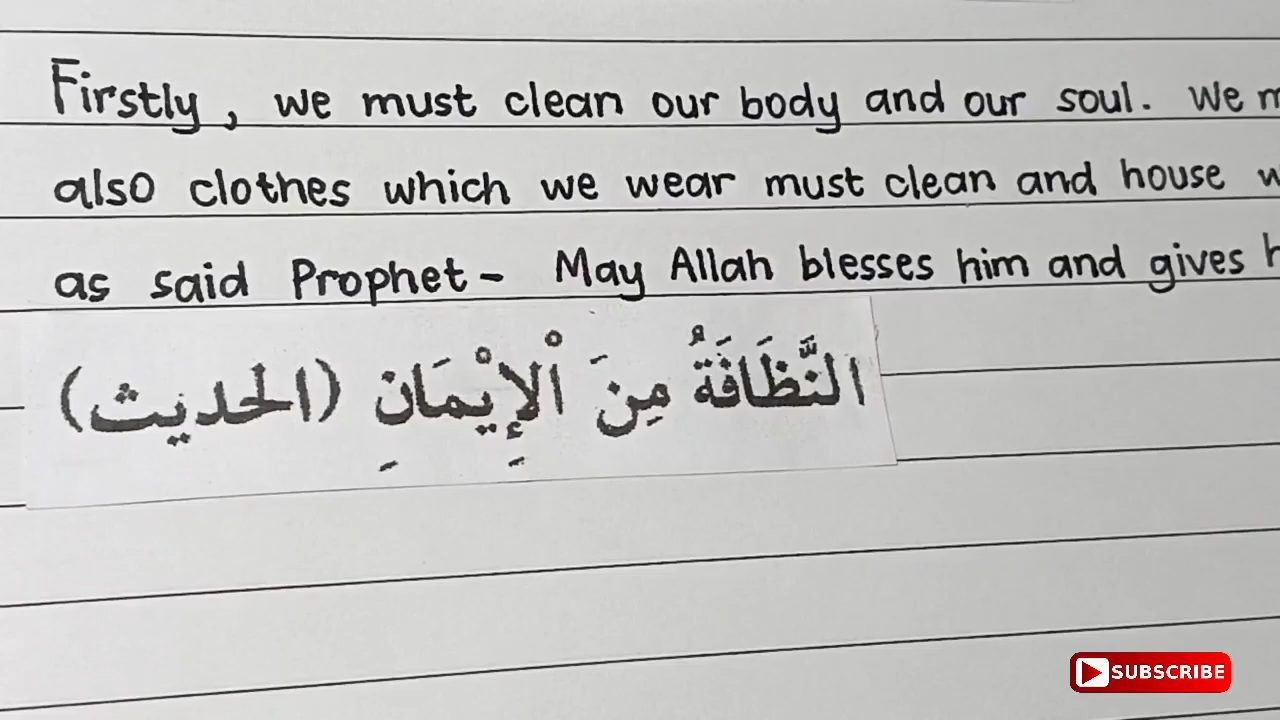 Firstly, we must clean our body and our soul. We
also clothes which we wear must clean and house
as said Prophet - May Allah blesses him and gives
النَّظَافَةُ مِنَ اْلإِيْمَانِ (الحديث)
SUBSCRIBE